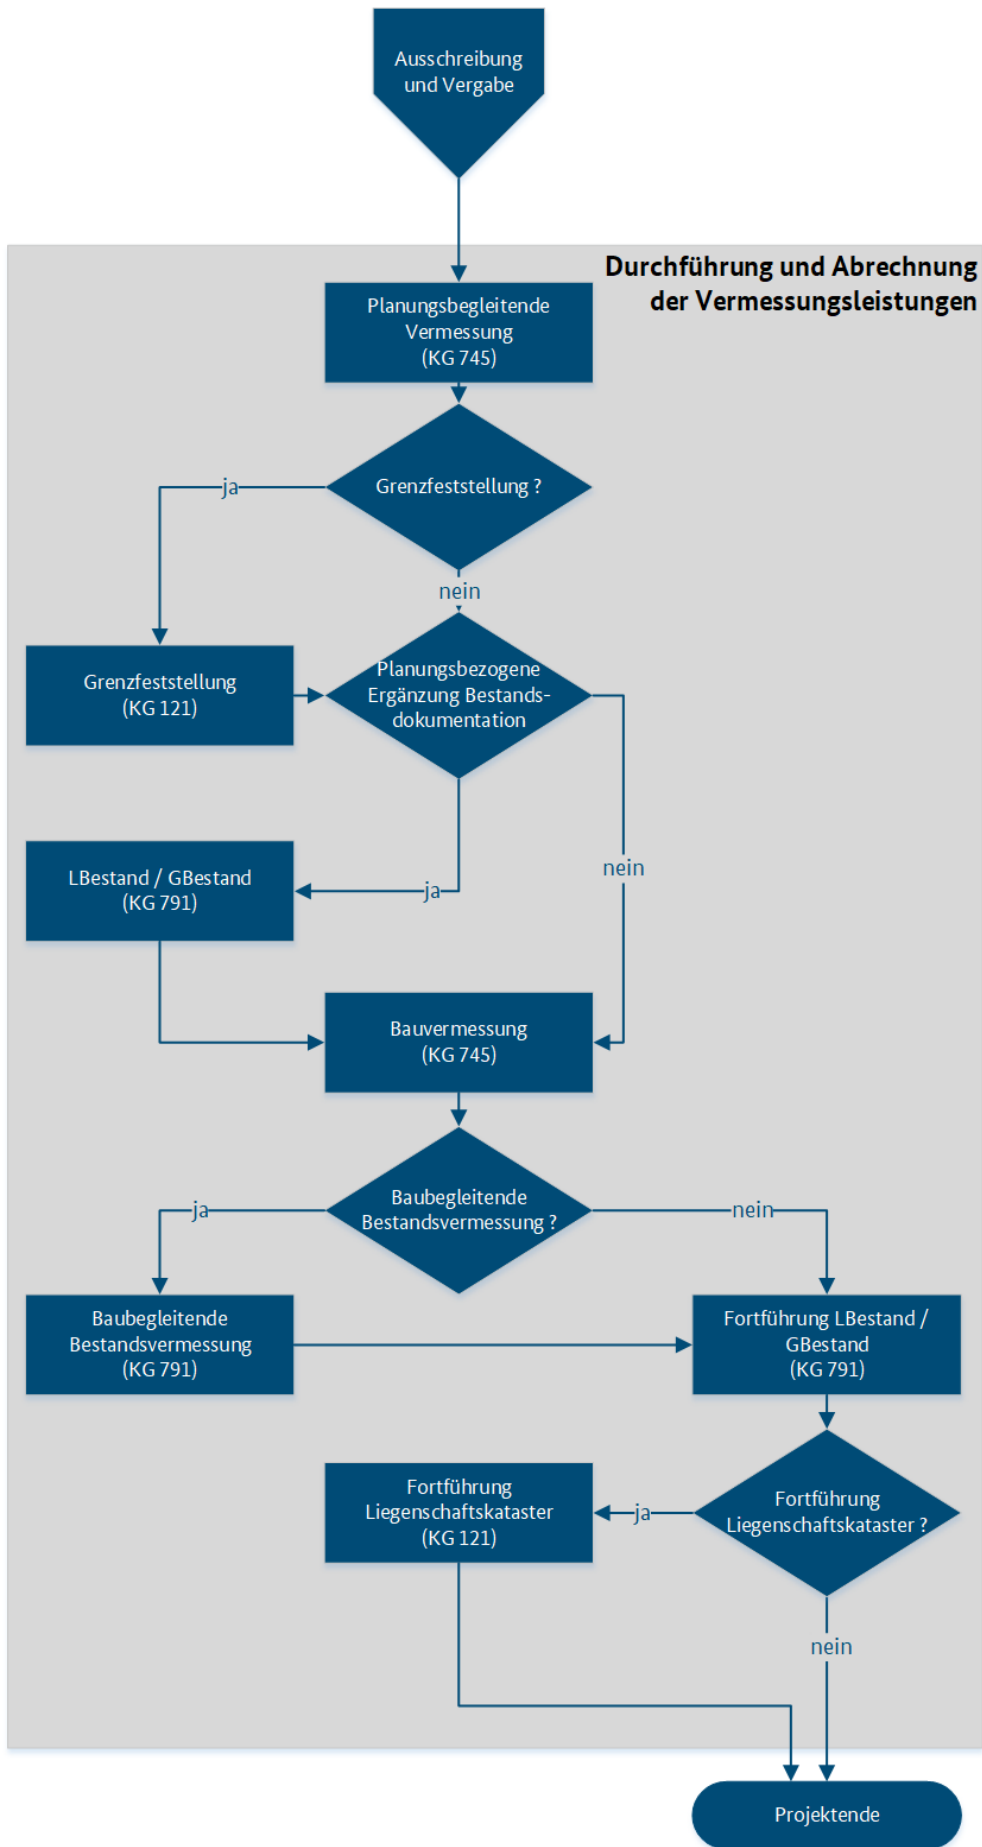 Ausschreibung
und Vergabe
Durchführung und Abrechnung
der Vermessungsleistungen
Planungsbegleitende
Vermessung
(KG 745)
Grenzfeststellung ?
ja
nein
Grenzfeststellung
(KG 121)
Planungsbezogene
Ergänzung Bestands-
dokumentation
nein
LBestand / GBestand
(KG 791)
ja
Bauvermessung
(KG 745)
Baubegleitende
Bestandsvermessung ?
ja
nein
Baubegleitende
Bestandsvermessung
(KG 791)
Fortführung LBestand /
GBestand
(KG 791)
Fortführung
Liegenschaftskataster ?
ja
Fortführung
Liegenschaftskataster
(KG 121)
nein
Projektende